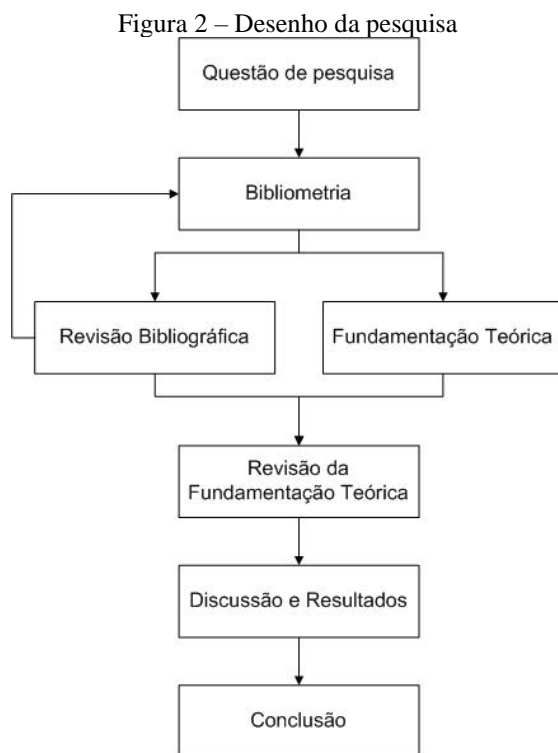 Figura 2 – Desenho da pesquisa
Questão de pesquisa
Bibliometria
Revisão Bibliográfica
Fundamentação Teórica
Revisão da
Fundamentação Teórica
Discussão e Resultados
Conclusão